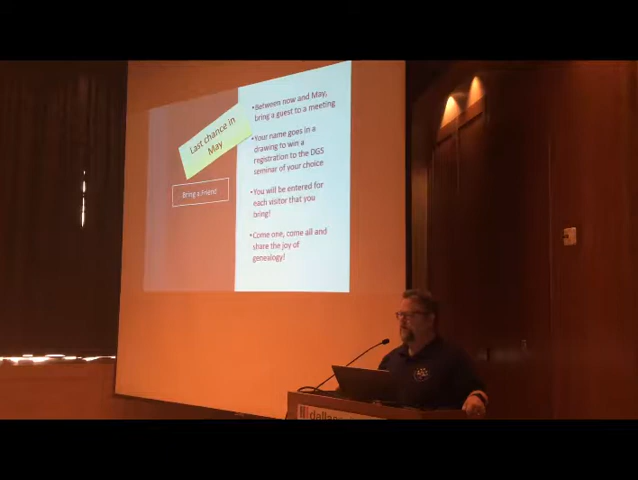 Last chance in
May
Bring a Friend
•Between now and May,
bring a guest to a meeting
•Your name goes in a
drawing to win a
registration to the DGS
seminar of your choice
•You will be entered for
each visitor that you
bring!
•Come one, come all and
share the joy of
genealogy!
dallas